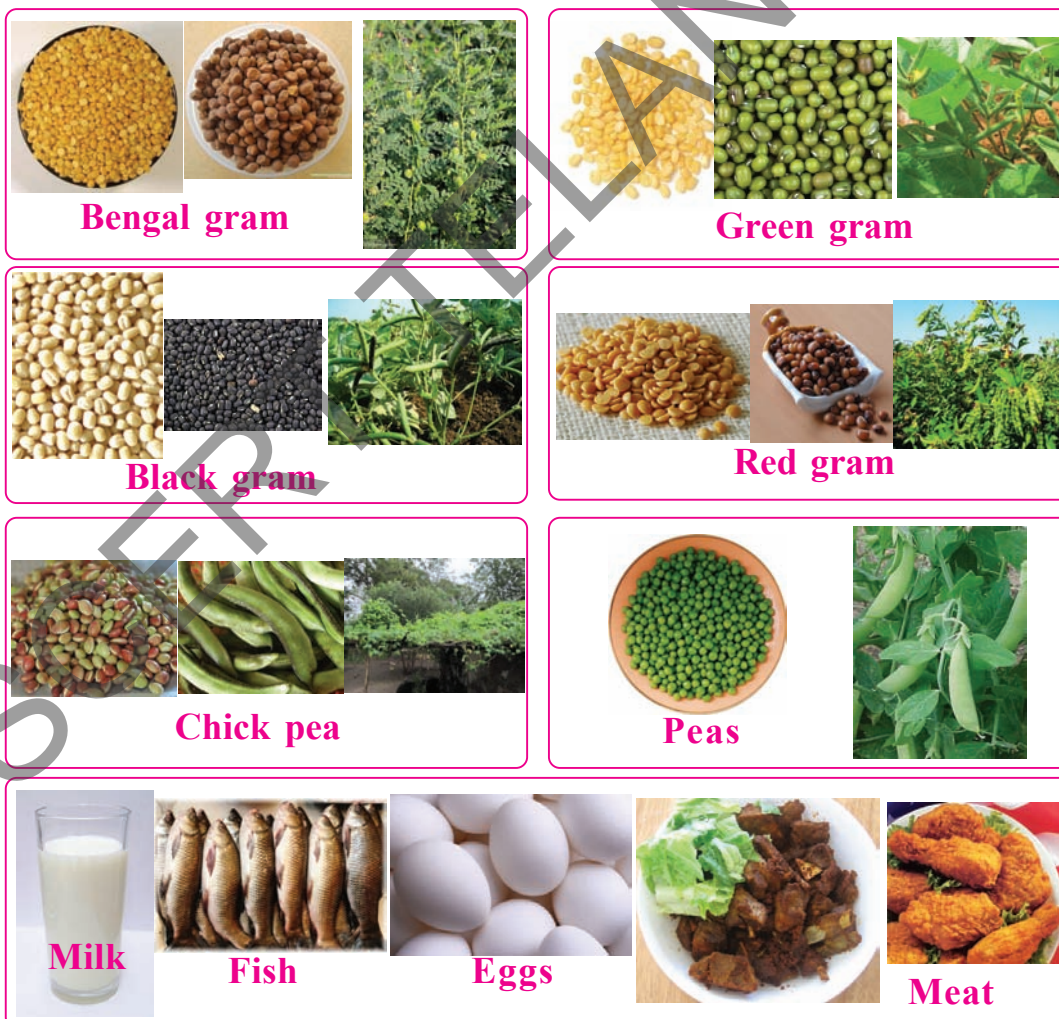 Bengal gram
Green gram
Black gram
Red gram
Chick pea
Peas
Milk
Fish
Eggs
Meat